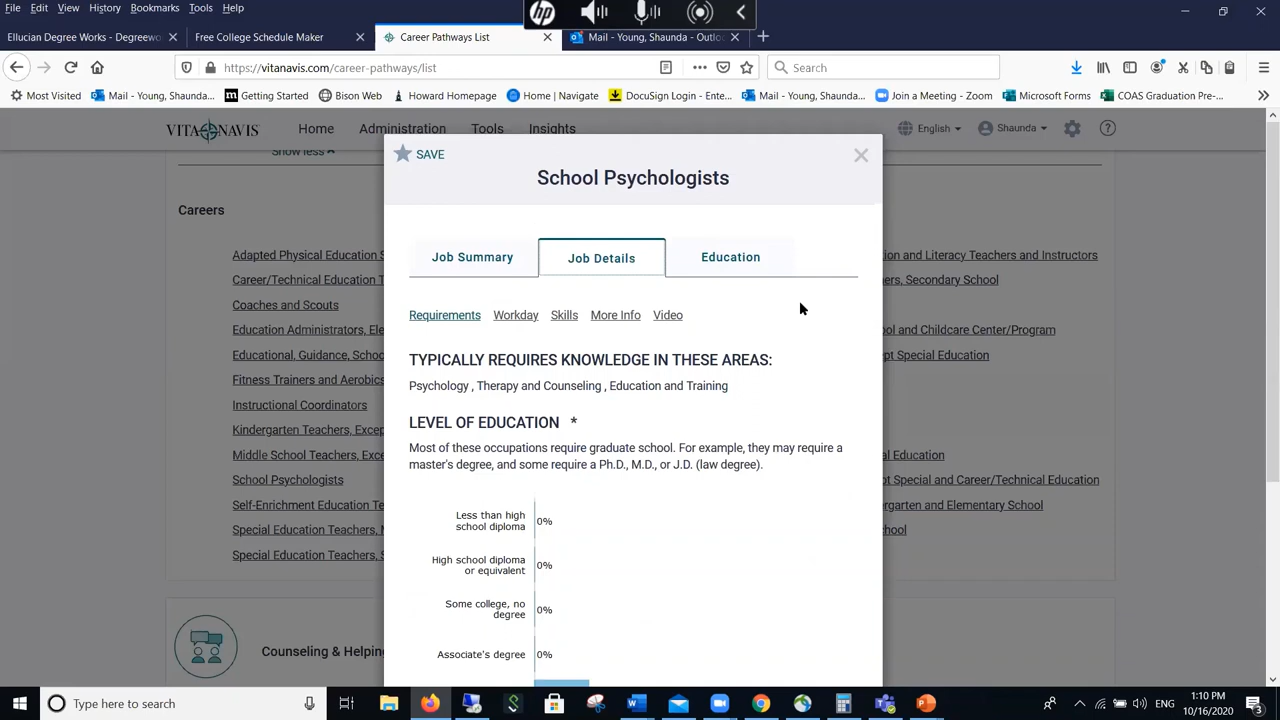 File Edit View History Bookmarks Tools Help
hp
Ellucian Degree Works - Degreew
Free College Schedule Maker
Career Pathways List
Mail - Young, Shaunda - Outloo
https://vitanavis.com/career-pathways/list
Search
Most Visited
Mail - Young, Shaunda...
Getting Started
Bison Web
Howard Homepage
Home | Navigate
DocuSign Login - Ente...
Mail - Young, Shaunda...
Join a Meeting - Zoom
Microsoft Forms
COAS Graduation Pre-...
VITA NAVIS
Home
Administration
Tools
Insights
English
Shaunda
Show less
SAVE
School Psychologists
Careers
Job Summary
Job Details
Education
Adapted Physical Education S
Career/Technical Education T
Coaches and Scouts
Education Administrators, Ele
Educational, Guidance, Schoo
Fitness Trainers and Aerobics
Instructional Coordinators
Kindergarten Teachers, Excep
Middle School Teachers, Exce
School Psychologists
Self-Enrichment Education Te
Special Education Teachers, M
Special Education Teachers, S
Requirements Workday Skills More Info Video
TYPICALLY REQUIRES KNOWLEDGE IN THESE AREAS:
Psychology , Therapy and Counseling , Education and Training
LEVEL OF EDUCATION *
Most of these occupations require graduate school. For example, they may require a
master's degree, and some require a Ph.D., M.D., or J.D. (law degree).
Less than high
school diploma
0%
High school diploma
or equivalent
0%
Some college, no
degree
0%
Associate's degree
0%
tion and Literacy Teachers and Instructors
ers, Secondary School
ool and Childcare Center/Program
ept Special Education
al Education
pt Special and Career/Technical Education
rgarten and Elementary School
hool
Counseling & Helpin
Type here to search
1:10 PM
10/16/2020
3